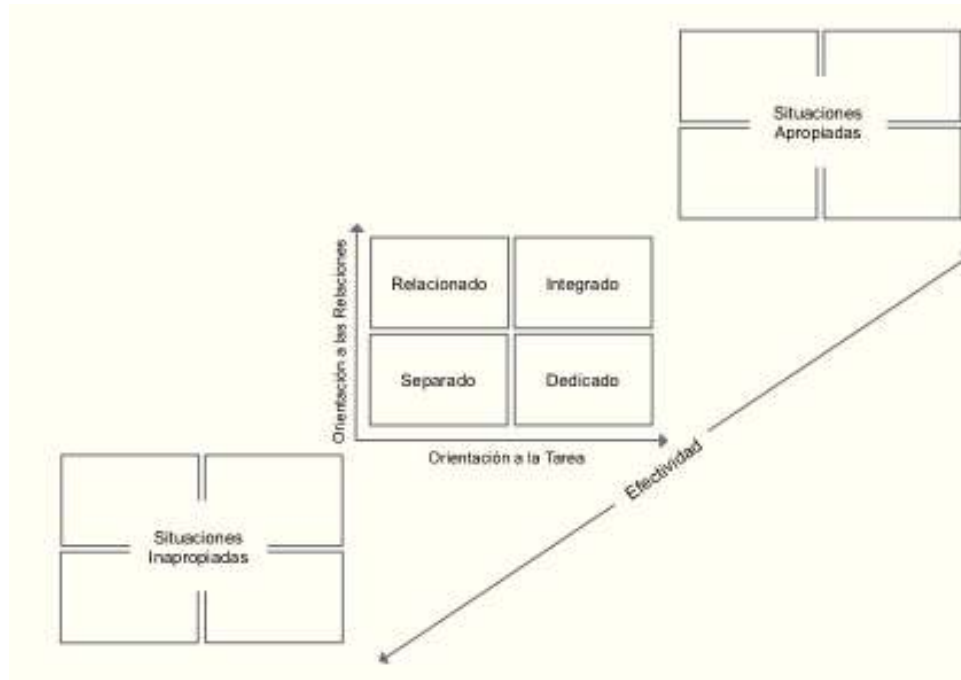 Situaciones
Apropiadas
Orientación a las Relaciones
Relacionado
Integrado
Separado
Dedicado
Orientación a la Tarea
Efectividad
Situaciones
Inapropiadas